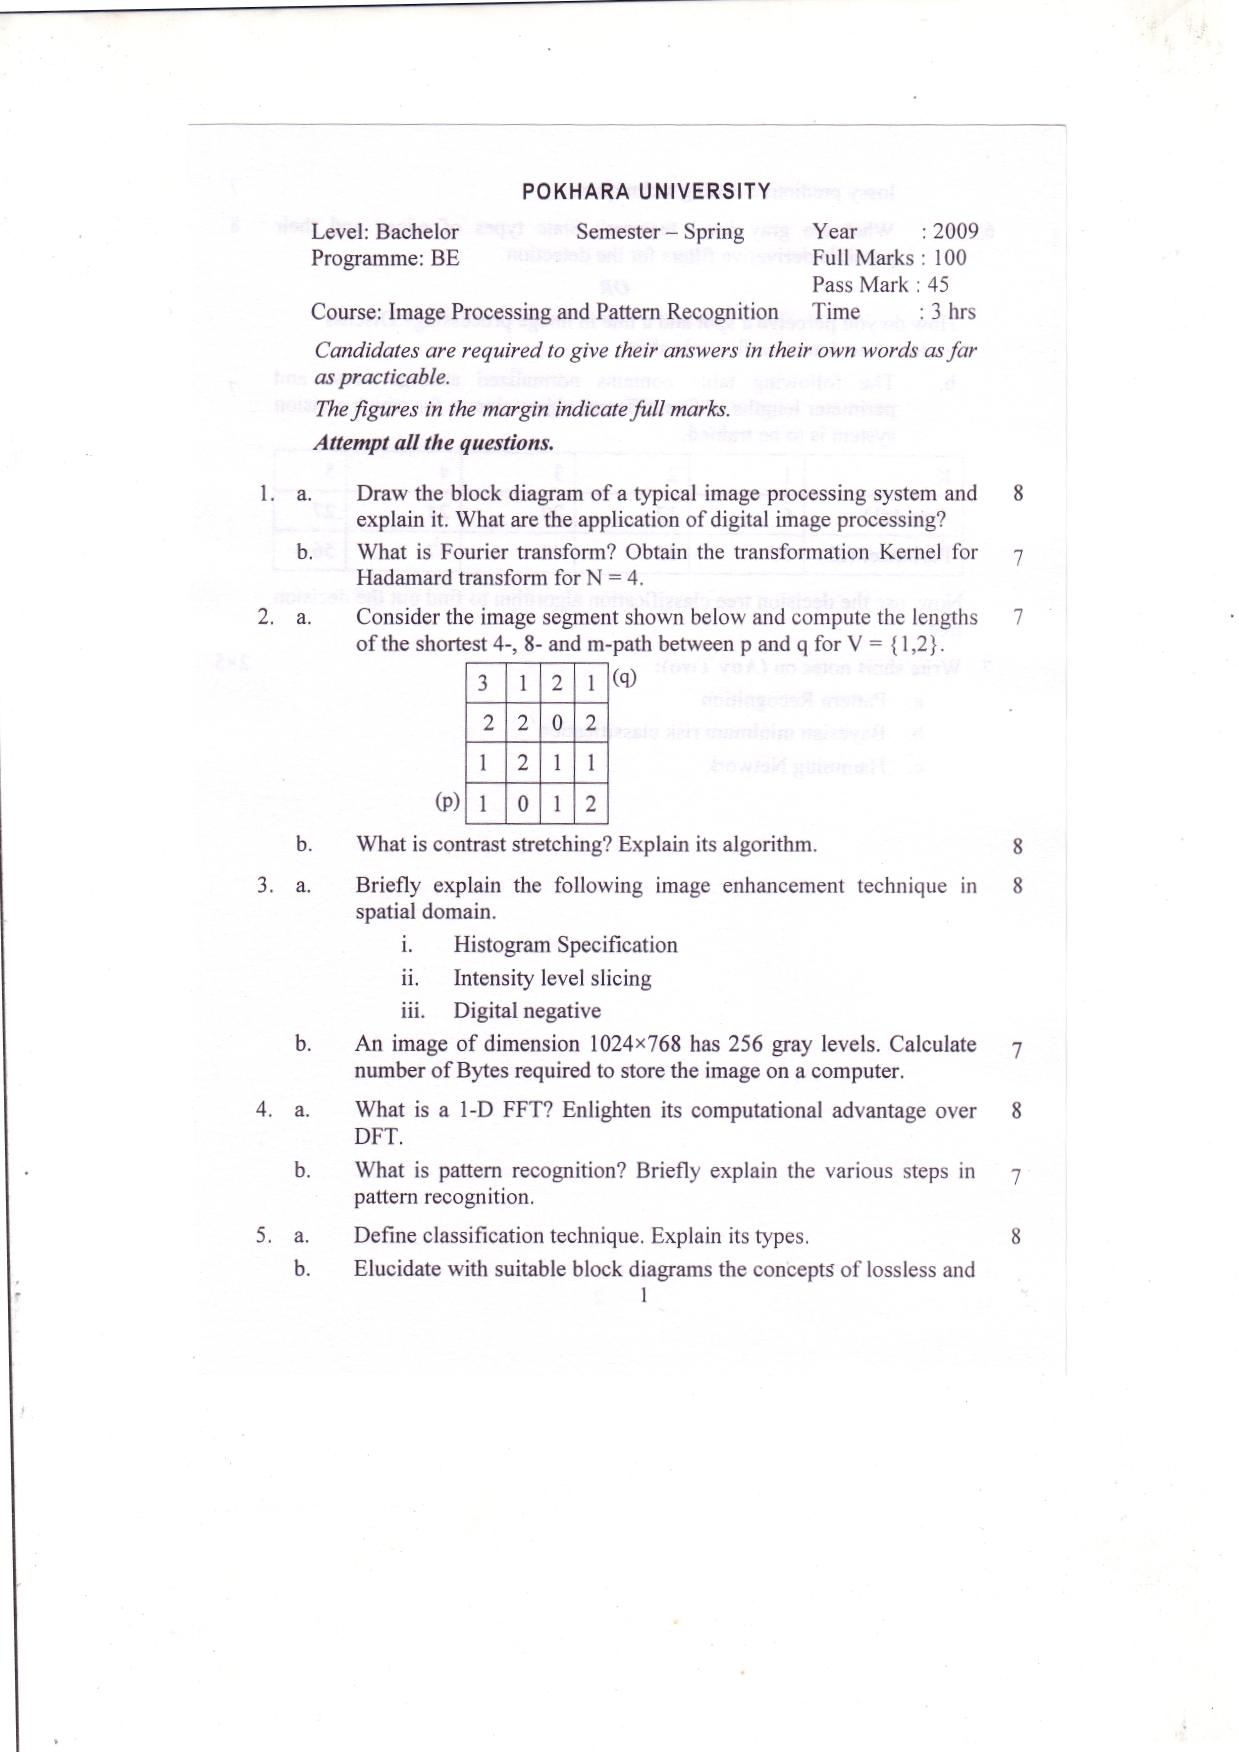 POKHARA UNIVERSITY
Level: Bachelor Semester – Spring Year : 2009
Programme: BE Full Marks : 100
Pass Mark : 45
Course: Image Processing and Pattern Recognition Time : 3 hrs
Candidates are required to give their answers in their own words as far
as practicable.
The figures in the margin indicate full marks.
Attempt all the questions.
1. a. Draw the block diagram of a typical image processing system and 8
explain it. What are the application of digital image processing?
b. What is Fourier transform? Obtain the transformation Kernel for 7
Hadamard transform for N = 4.
2. a. Consider the image segment shown below and compute the lengths 7
of the shortest 4-, 8- and m-path between p and q for V = {1,2}.
3 1 2 1 (q)
2 2 0 2
1 2 1 1
(p) 1 0 1 2
b. What is contrast stretching? Explain its algorithm. 8
3. a. Briefly explain the following image enhancement technique in 8
spatial domain.
i. Histogram Specification
ii. Intensity level slicing
iii. Digital negative
b. An image of dimension 1024×768 has 256 gray levels. Calculate 7
number of Bytes required to store the image on a computer.
4. a. What is a 1-D FFT? Enlighten its computational advantage over 8
DFT.
b. What is pattern recognition? Briefly explain the various steps in 7
pattern recognition.
5. a. Define classification technique. Explain its types. 8
b. Elucidate with suitable block diagrams the concepts of lossless and
1